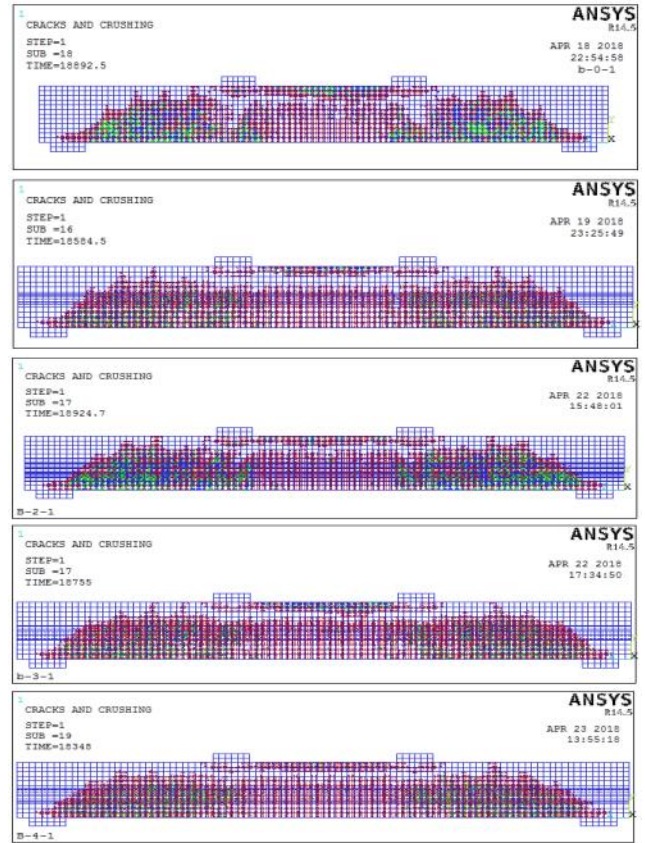 1
CRACKS AND CRUSHING
STEP=1
SUB =18
TIME=18892.5
ANSYS
R14.5
APR 18 2018
22:54:58
b-0-1
Y
X
1
CRACKS AND CRUSHING
STEP=1
SUB =16
TIME=18584.5
ANSYS
R14.5
APR 19 2018
23:25:49
X
1
CRACKS AND CRUSHING
STEP=1
SUB =17
TIME=18924.7
ANSYS
R14.5
APR 22 2018
15:48:01
X
B-2-1
1
CRACKS AND CRUSHING
STEP=1
SUB =17
TIME=18755
ANSYS
R14.5
APR 22 2018
17:34:50
X
b-3-1
1
CRACKS AND CRUSHING
STEP=1
SUB =19
TIME=18348
ANSYS
R14.5
APR 23 2018
13:55:18
X
B-4-1